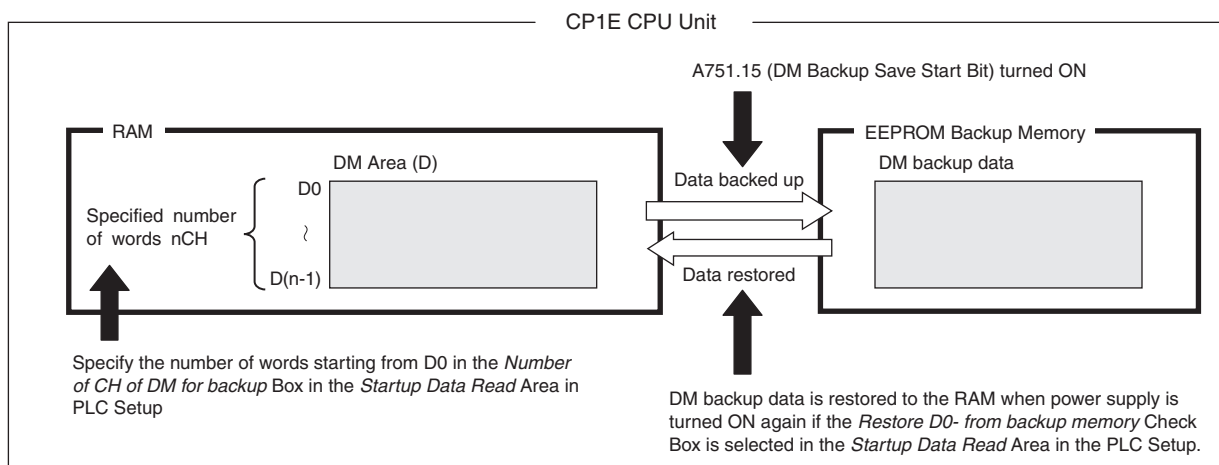 CP1E CPU Unit
A751.15 (DM Backup Save Start Bit) turned ON
RAM
EEPROM Backup Memory
DM Area (D)
DM backup data
Data backed up
D0
Specified number
of words nCH
~
D(n-1)
Data restored
Specify the number of words starting from D0 in the Number
of CH of DM for backup Box in the Startup Data Read Area in
PLC Setup
DM backup data is restored to the RAM when power supply is
turned ON again if the Restore D0- from backup memory Check
Box is selected in the Startup Data Read Area in the PLC Setup.